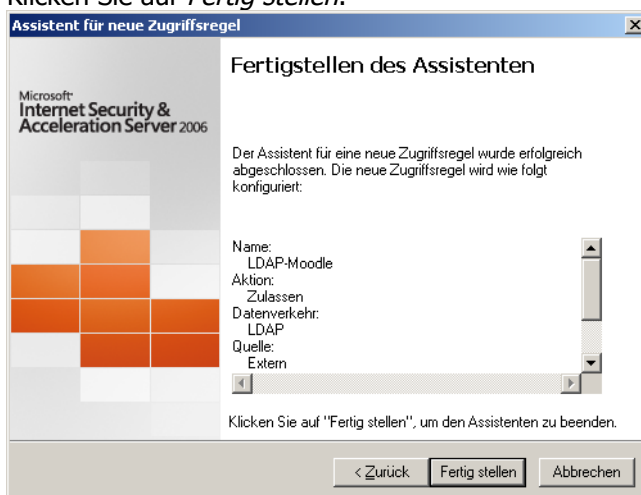 Klicken Sie auf Fertig stellen.
Assistent für neue Zugriffsregel
Fertigstellen des Assistenten
Microsoft
Internet Security &
Acceleration Server 2006
Der Assistent für eine neue Zugriffsregel wurde erfolgreich
abgeschlossen. Die neue Zugriffsregel wird wie folgt
konfiguriert:
Name:
LDAP-Moodle
Aktion:
Zulassen
Datenverkehr:
LDAP
Quelle:
Extern
Klicken Sie auf "Fertig stellen", um den Assistenten zu beenden.
< Zurück
Fertig stellen
Abbrechen